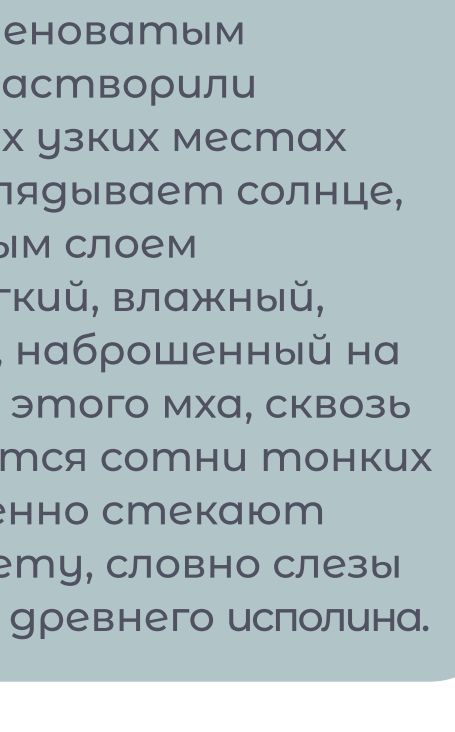 еноватым
астворили
х узких местах
лядывает солнце,
ым слоем
гкий, влажный,
, наброшенный на
этого мха, сквозь
тся сотни тонких
енно стекают
ету, словно слезы
древнего исполина.